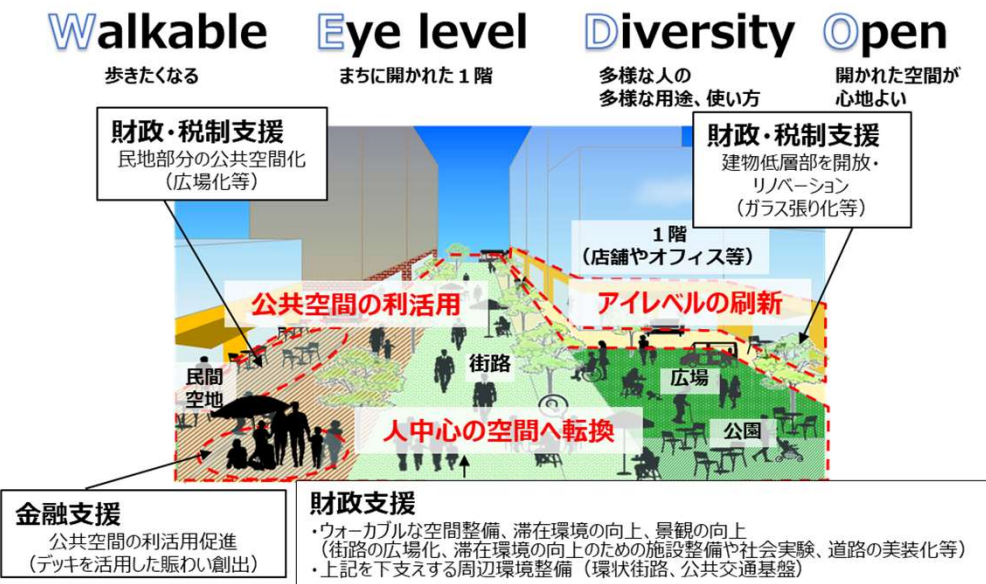 Walkable Eye level Diversity Open
歩きたくなる
まちに開かれた1階
多様な人の
多様な用途、使い方
開かれた空間が
心地よい
財政・税制支援
民地部分の公共空間化
(広場化等)
財政・税制支援
建物低層部を開放・
リノベーション
(ガラス張り化等)
1階
(店舗やオフィス等)
公共空間の利活用
アイレベルの刷新
民間
空地
街路
広場
人中心の空間へ転換
公園
金融支援
公共空間の利活用促進
(デッキを活用した賑わい創出)
財政支援
・ウォーカブルな空間整備、滞在環境の向上、景観の向上
(街路の広場化、滞在環境の向上のための施設整備や社会実験、道路の美装化等)
・上記を下支えする周辺環境整備(環状街路、公共交通基盤)